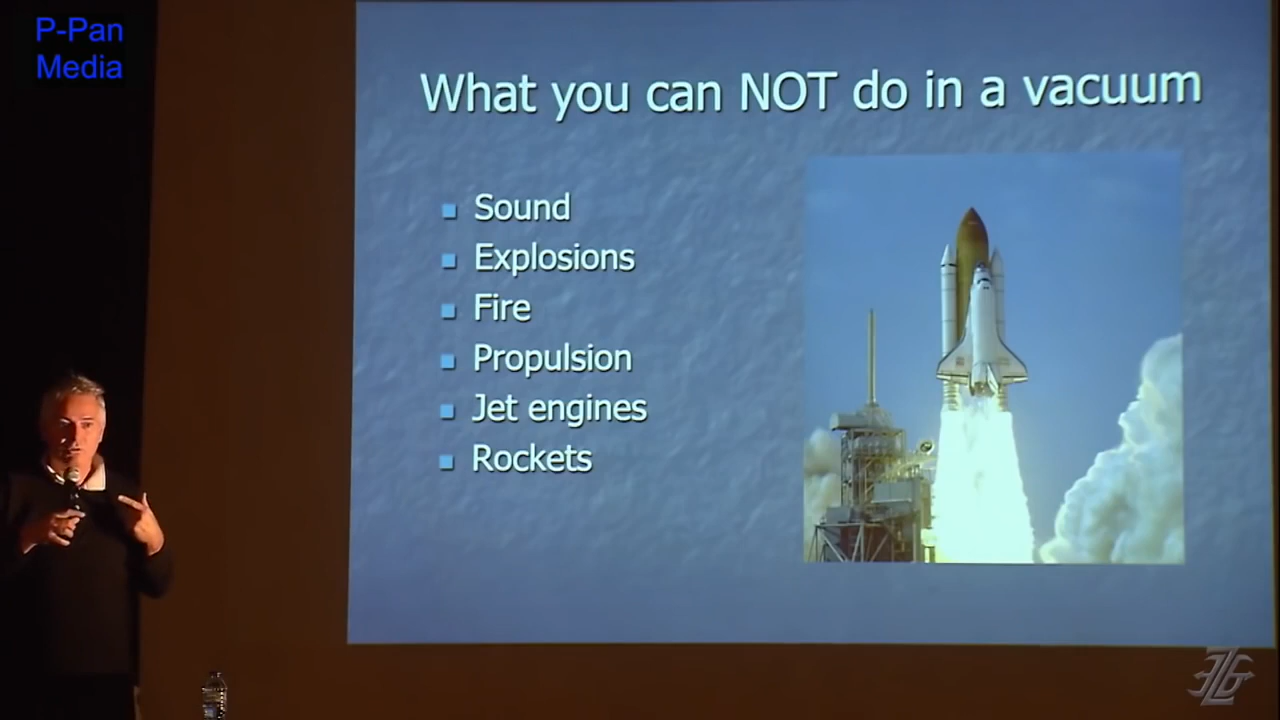 P-Pan
Media
What you can NOT do in a vacuum
Sound
Explosions
Fire
Propulsion
Jet engines
Rockets